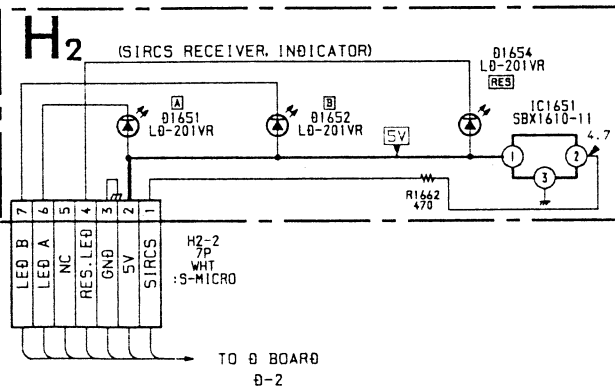 H2
(SIRCS RECEIVER, INDICATOR)
D1654
LD-201VR
RES
A
D1651
LD-201VR
B
D1652
LD-201VR
IC1651
SBX1610-11
5V
4.7
1
2
3
R1662
470
7 6 5 4 3 2 1
LED B
LED A
NC
RES.LED
GND
5V
SIRCS
H2-2
7P
WHT
:S-MICRO
TO D BOARD
D-2